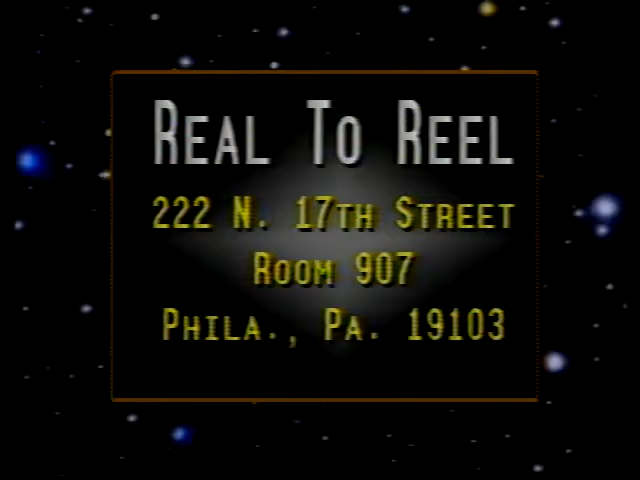 REAL TO REEL
222 N. 17TH STREET
ROOM 907
PHILA., PA. 19103